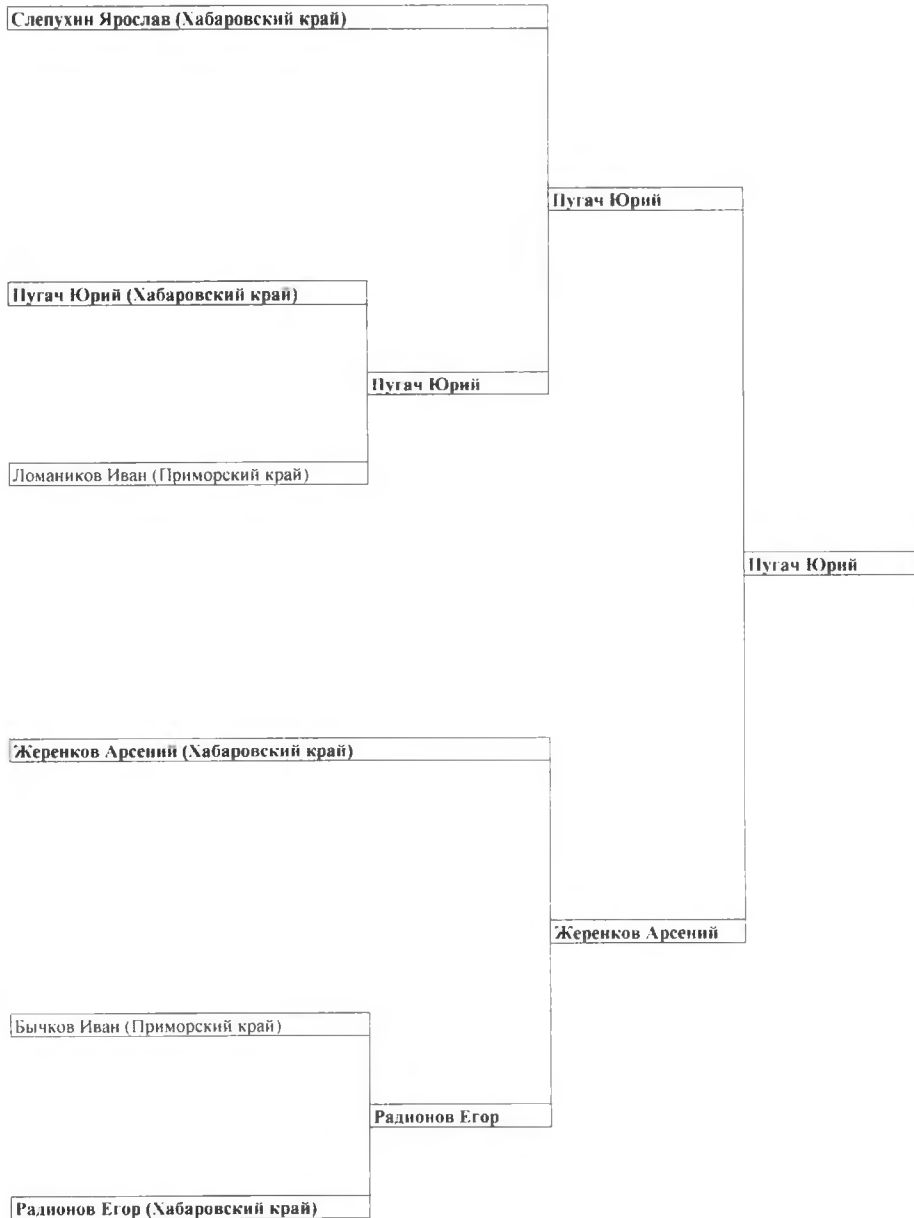 Слепухин Ярослав (Хабаровский край)
Пугач Юрий
Пугач Юрий (Хабаровский край)
Пугач Юрий
Ломаников Иван (Приморский край)
Пугач Юрий
Жеренков Арсений (Хабаровский край)
Жеренков Арсений
Бычков Иван (Приморский край)
Радионов Егор
Радионов Егор (Хабаровский край)